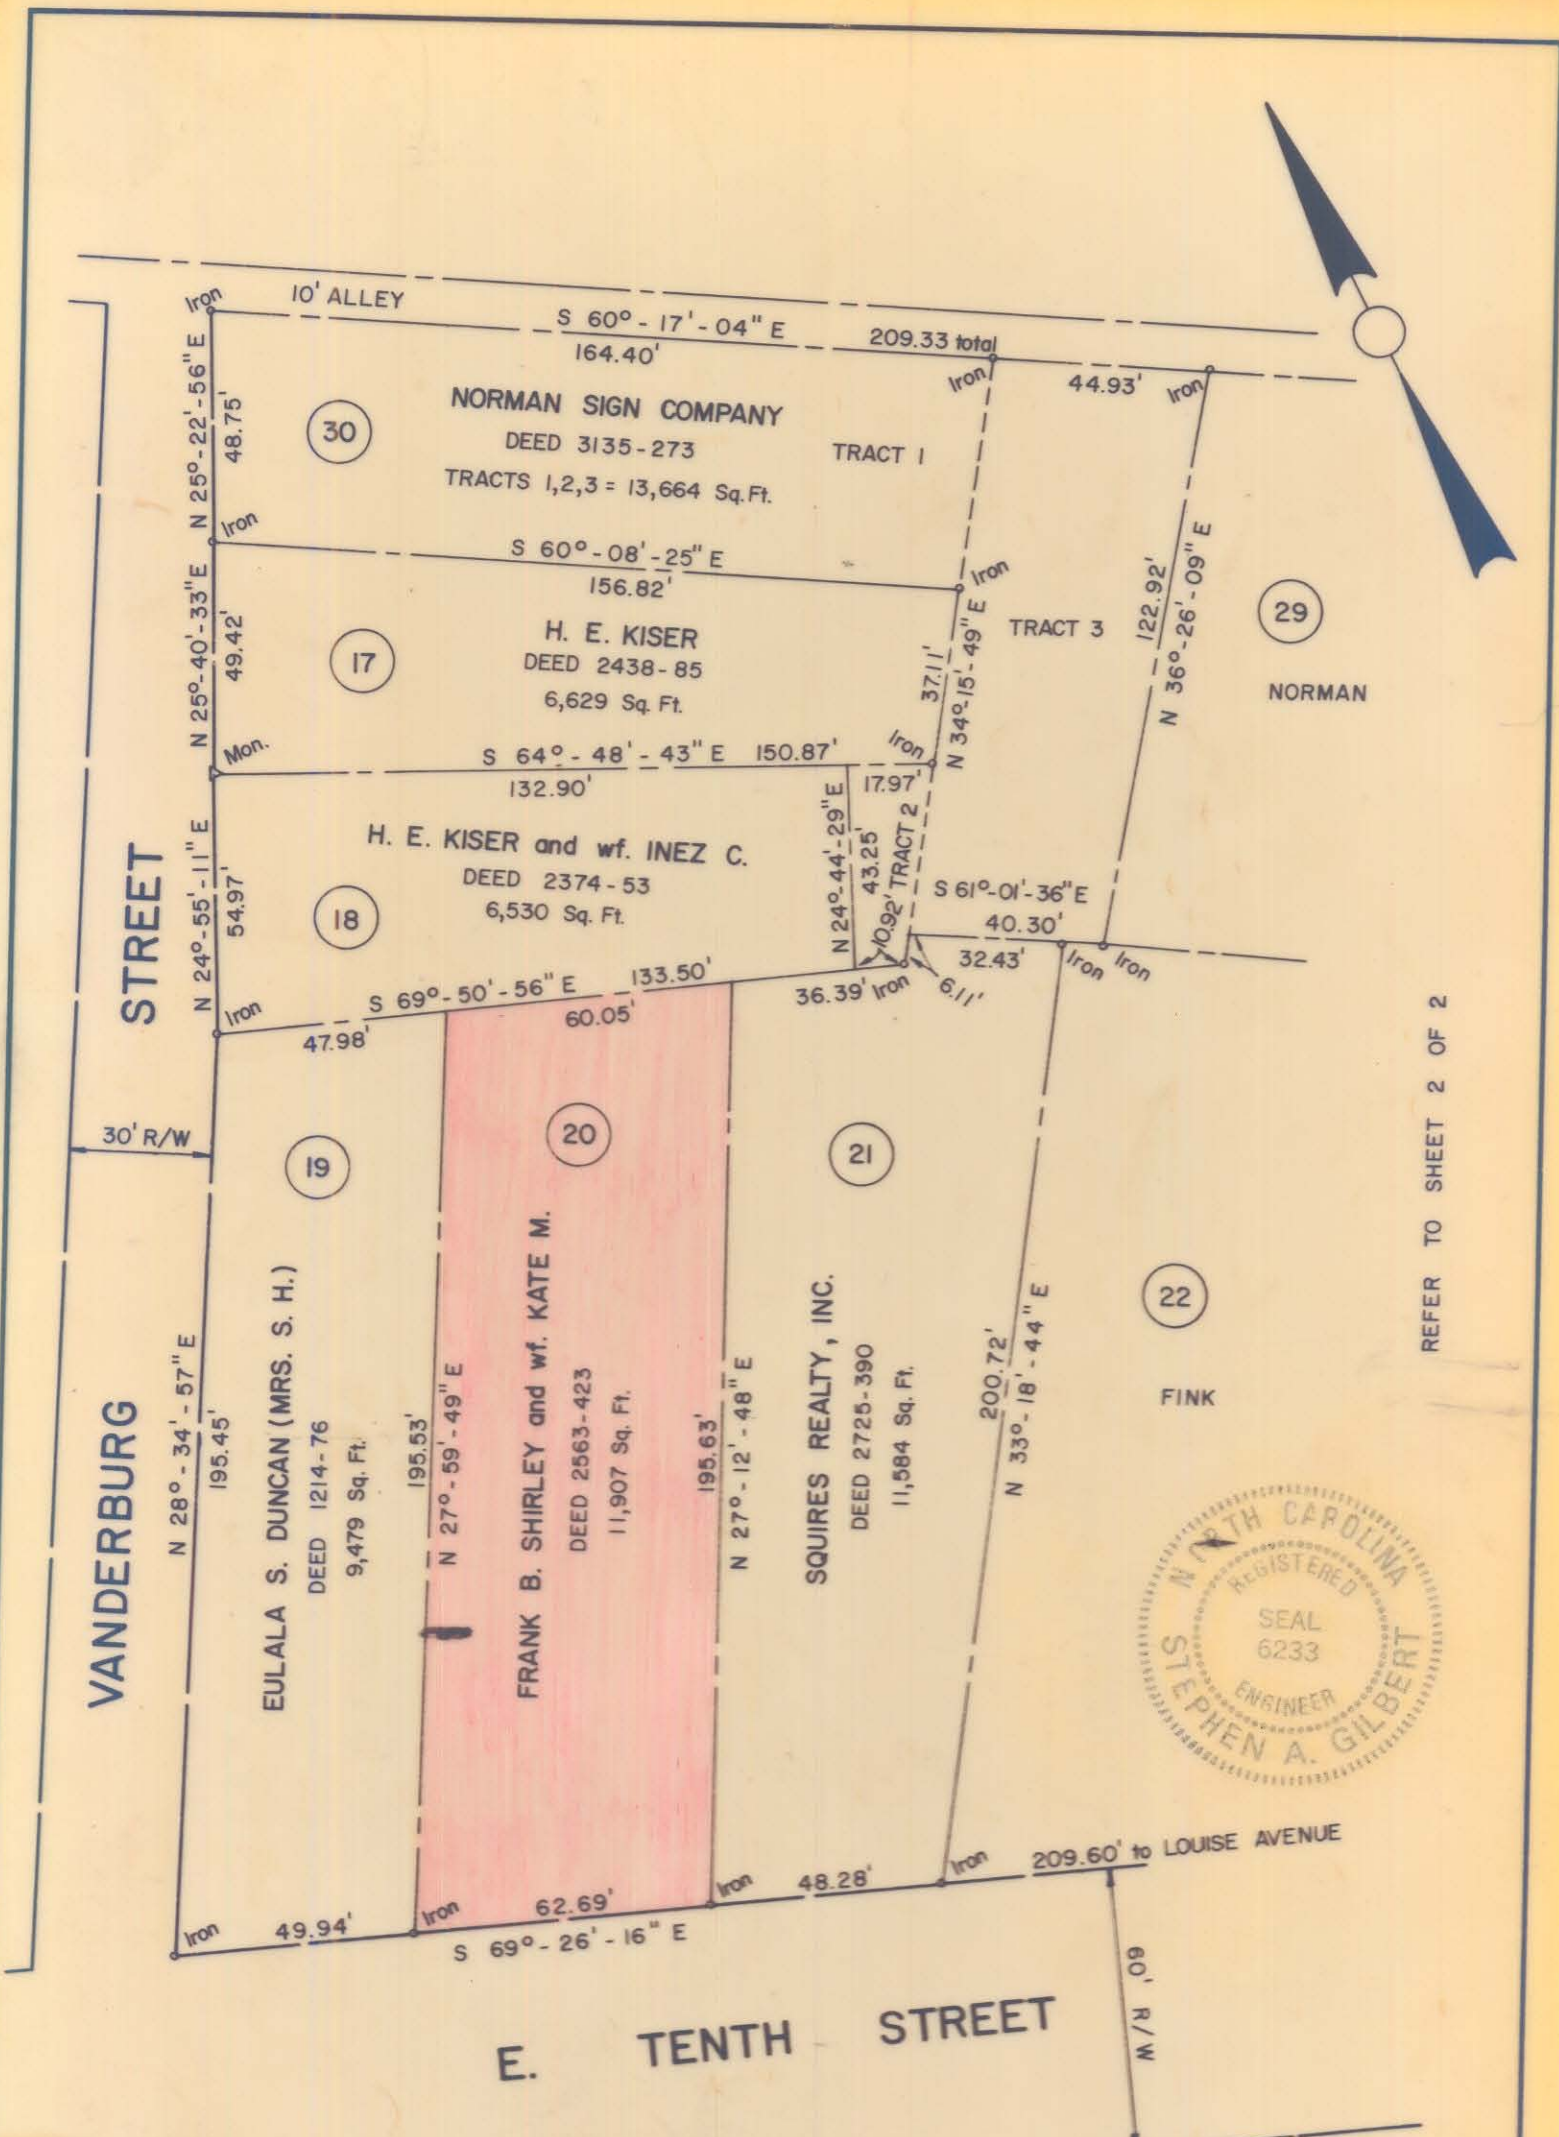 Iron
10' ALLEY
S 60° - 17' - 04" E
209.33 total
164.40'
Iron
44.93'
Iron
N 25°-22'-56" E
48.75'
30
NORMAN SIGN COMPANY
DEED 3135-273
TRACTS 1,2,3 = 13,664 Sq. Ft.
TRACT 1
Iron
S 60° - 08' - 25" E
156.82'
Iron
N 25°-40'-33" E
49.42'
17
H. E. KISER
DEED 2438-85
6,629 Sq. Ft.
37.11'
N 34°-15'-49" E
TRACT 3
122.92'
N 36°-26'-09" E
29
NORMAN
Mon.
S 64° - 48' - 43" E 150.87'
132.90'
Iron
17.97'
N 24°-55'-11" E
54.97'
18
H. E. KISER and wf. INEZ C.
DEED 2374-53
6,530 Sq. Ft.
N 24°-44'-29" E
43.25'
10.92'
TRACT 2
S 61°-01'-36" E
40.30'
32.43'
Iron
Iron
Iron
S 69°-50'-56" E
133.50'
47.98'
60.05'
36.39'
Iron
6.11'
STREET
VANDERBURG
30' R/W
N 28° - 34' - 57" E
195.45'
19
EULALA S. DUNCAN (MRS. S. H.)
DEED 1214-76
9,479 Sq. Ft.
195.53'
N 27°-59'-49" E
20
FRANK B. SHIRLEY and wf. KATE M.
DEED 2563-423
11,907 Sq. Ft.
195.63'
N 27°-12'-48" E
21
SQUIRES REALTY, INC.
DEED 2725-390
11,584 Sq. Ft.
200.72'
N 33°-18'-44" E
22
FINK
REFER TO SHEET 2 OF 2
NORTH CAROLINA
REGISTERED
SEAL
6233
ENGINEER
STEPHEN A. GILBERT
Iron
49.94'
Iron
62.69'
Iron
48.28'
Iron
209.60' to LOUISE AVENUE
S 69°-26'-16" E
60' R/W
E. TENTH STREET